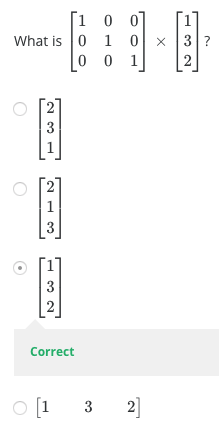 What is [1 0 0; 0 1 0; 0 0 1] × [1; 3; 2] ?
[2; 3; 1]
[2; 1; 3]
[1; 3; 2]
Correct
[1 3 2]